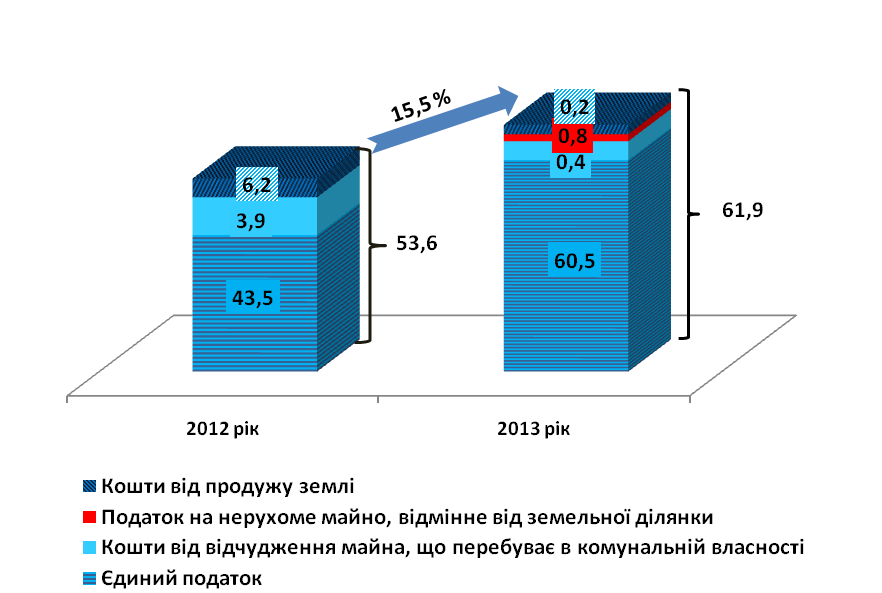 15,5%
0,2
0,8
0,4
60,5
61,9
6,2
3,9
43,5
53,6
2012 рік
2013 рік
Кошти від продужу землі
Податок на нерухоме майно, відмінне від земельної ділянки
Кошти від відчудження майна, що перебуває в комунальній власності
Єдиний податок